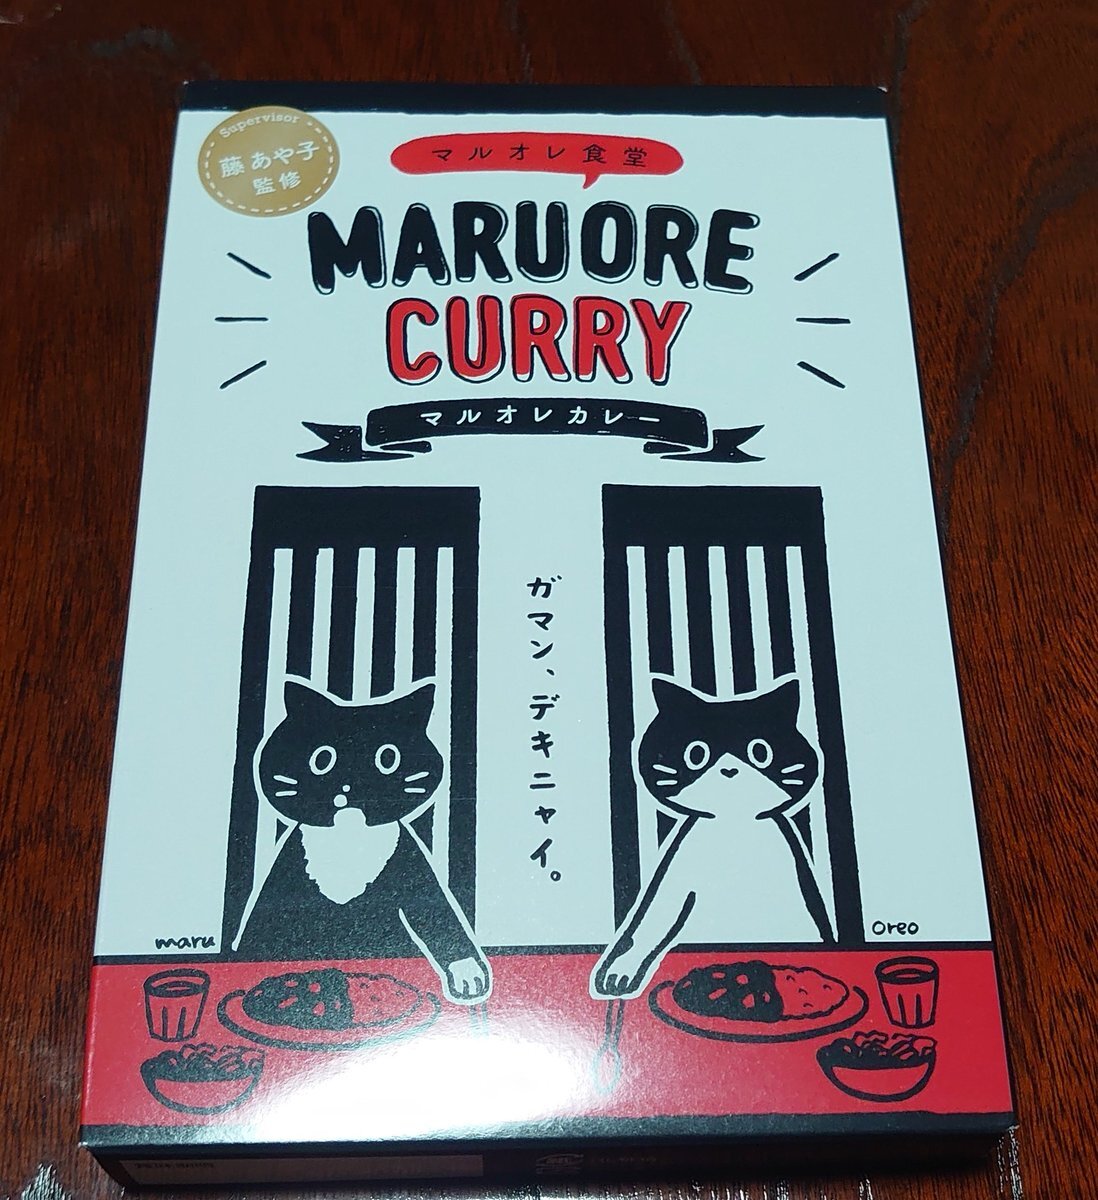 Supervisor
藤 あや子
監修
マルオレ食堂
MARUORE
CURRY
マルオレカレー
ガマン、デキニャイ。
maru
oreo